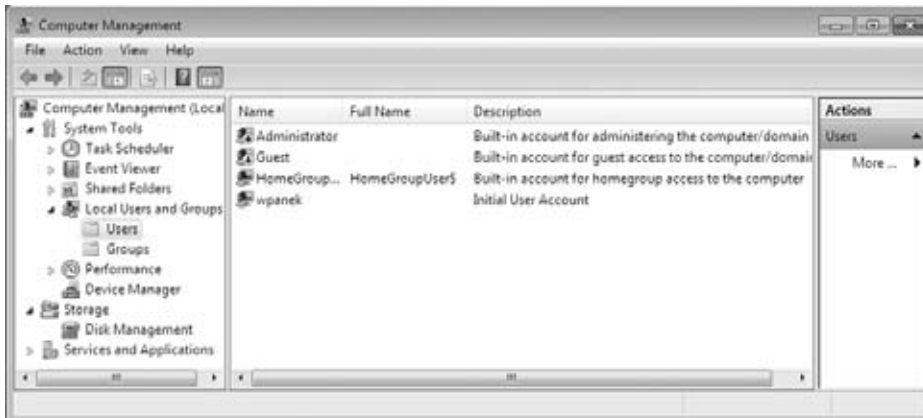 Computer Management
File Action View Help
Computer Management (Local
System Tools
Task Scheduler
Event Viewer
Shared Folders
Local Users and Groups
Users
Groups
Performance
Device Manager
Storage
Disk Management
Services and Applications
Name Full Name Description
Administrator Built-in account for administering the computer/domain
Guest Built-in account for guest access to the computer/domai
HomeGroup... HomeGroupUser$ Built-in account for homegroup access to the computer
wpanek Initial User Account
Actions
Users
More ...